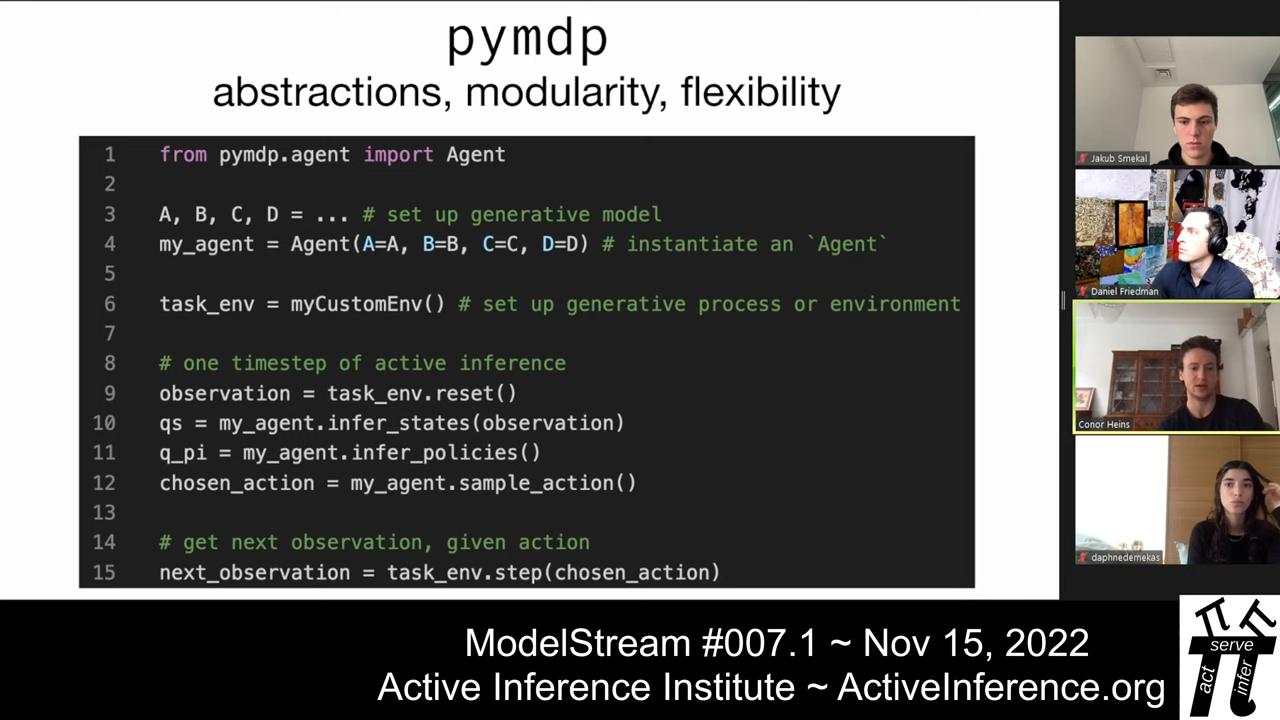 pymdp
abstractions, modularity, flexibility
1 from pymdp.agent import Agent
2
3 A, B, C, D = ... # set up generative model
4 my_agent = Agent(A=A, B=B, C=C, D=D) # instantiate an `Agent`
5
6 task_env = myCustomEnv() # set up generative process or environment
7
8 # one timestep of active inference
9 observation = task_env.reset()
10 qs = my_agent.infer_states(observation)
11 q_pi = my_agent.infer_policies()
12 chosen_action = my_agent.sample_action()
13
14 # get next observation, given action
15 next_observation = task_env.step(chosen_action)
Jakub Smekal
Daniel Friedman
Conor Heins
daphnedemekas
ModelStream #007.1 ~ Nov 15, 2022
Active Inference Institute ~ ActiveInference.org
serve
act
infer